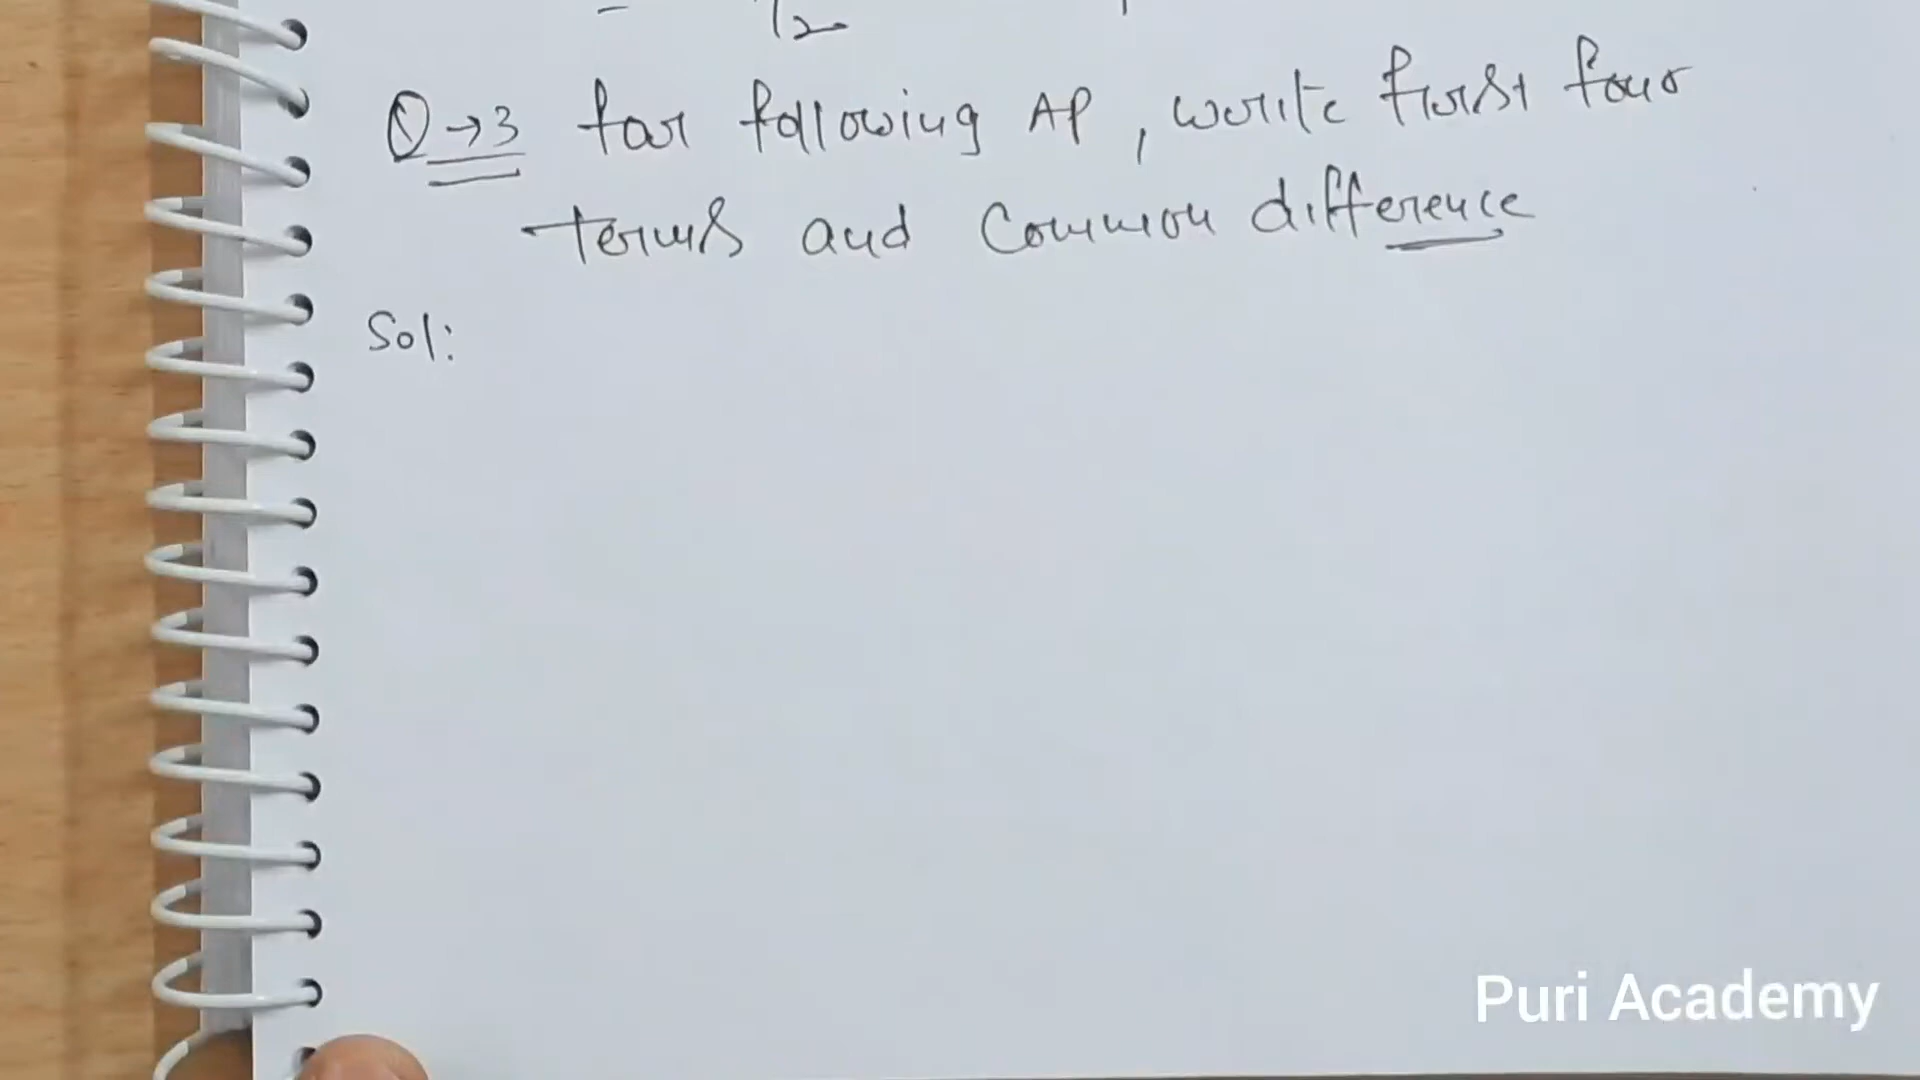 Q→3 for following AP, write first four
terms and common difference
Sol:
Puri Academy